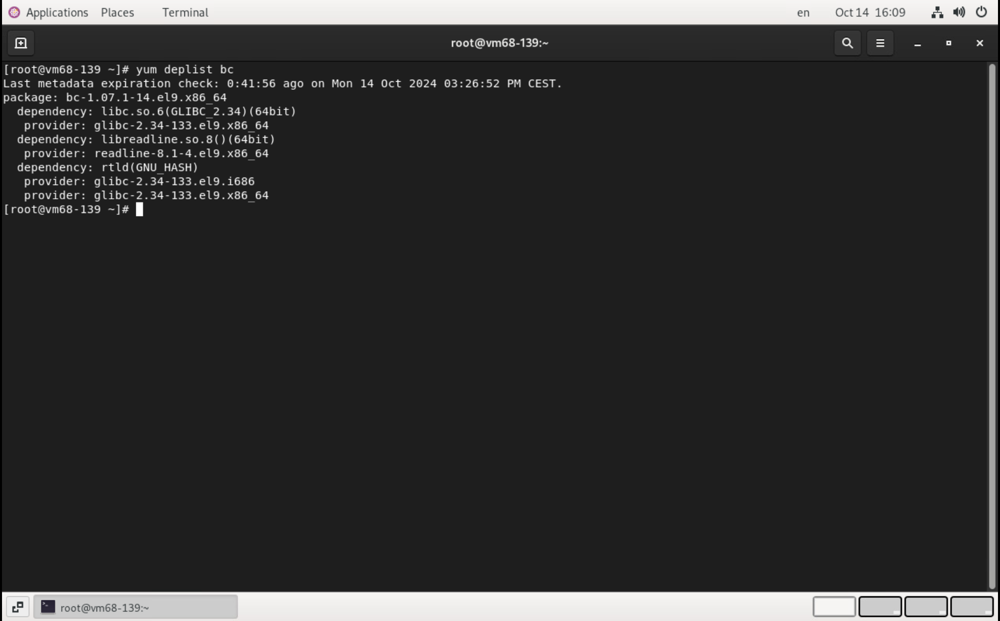 Applications Places Terminal en Oct 14 16:09
root@vm68-139:~
[root@vm68-139 ~]# yum deplist bc
Last metadata expiration check: 0:41:56 ago on Mon 14 Oct 2024 03:26:52 PM CEST.
package: bc-1.07.1-14.el9.x86_64
  dependency: libc.so.6(GLIBC_2.34)(64bit)
   provider: glibc-2.34-133.el9.x86_64
  dependency: libreadline.so.8()(64bit)
   provider: readline-8.1-4.el9.x86_64
  dependency: rtld(GNU_HASH)
   provider: glibc-2.34-133.el9.i686
   provider: glibc-2.34-133.el9.x86_64
[root@vm68-139 ~]#
root@vm68-139:~